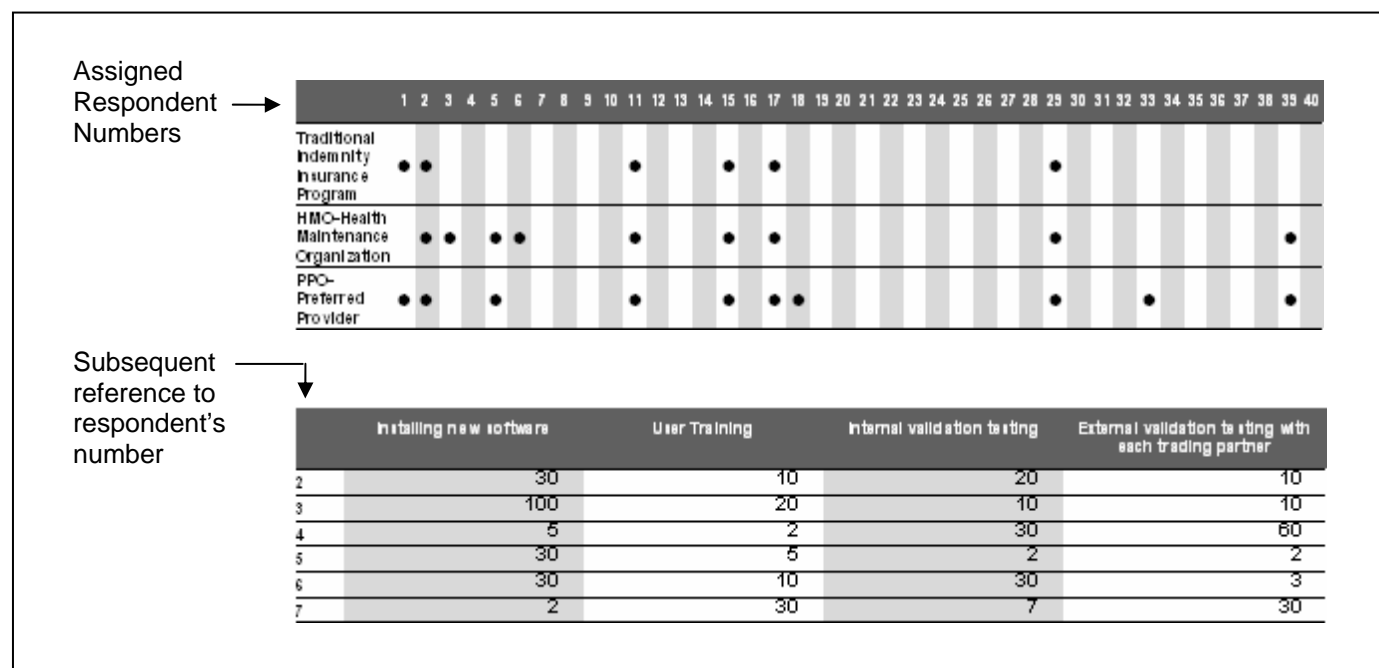 Assigned
Respondent
Numbers
1 2 3 4 5 6 7 8 9 10 11 12 13 14 15 16 17 18 19 20 21 22 23 24 25 26 27 28 29 30 31 32 33 34 35 36 37 38 39 40
Traditional
Indemnity
Insurance
Program
HMO-Health
Maintenance
Organization
PPO-
Preferred
Provider
Subsequent
reference to
respondent's
number
Installing new software User Training Internal validation testing External validation testing with
each trading partner
2 30 10 20 10
3 100 20 10 10
4 5 2 30 60
5 30 5 2 2
6 30 10 30 3
7 2 30 7 30